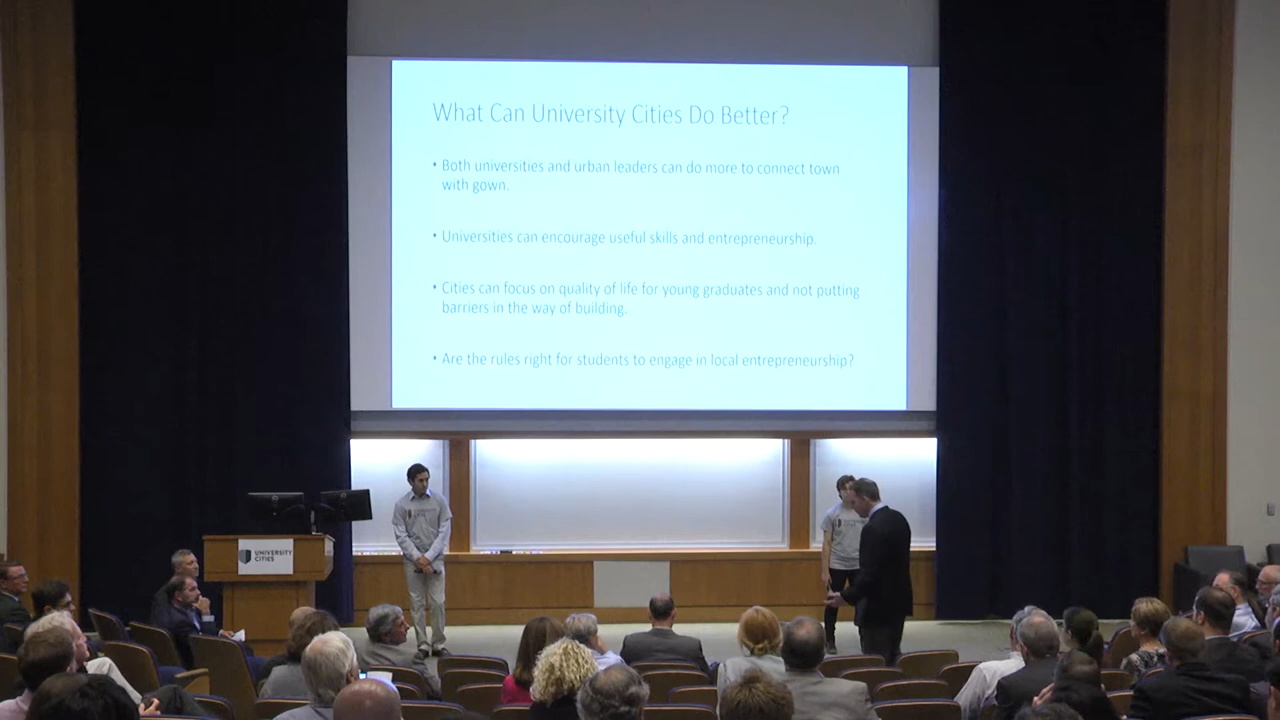 What Can University Cities Do Better?
• Both universities and urban leaders can do more to connect town
with gown.
• Universities can encourage useful skills and entrepreneurship.
• Cities can focus on quality of life for young graduates and not putting
barriers in the way of building.
• Are the rules right for students to engage in local entrepreneurship?
UNIVERSITY
CITIES